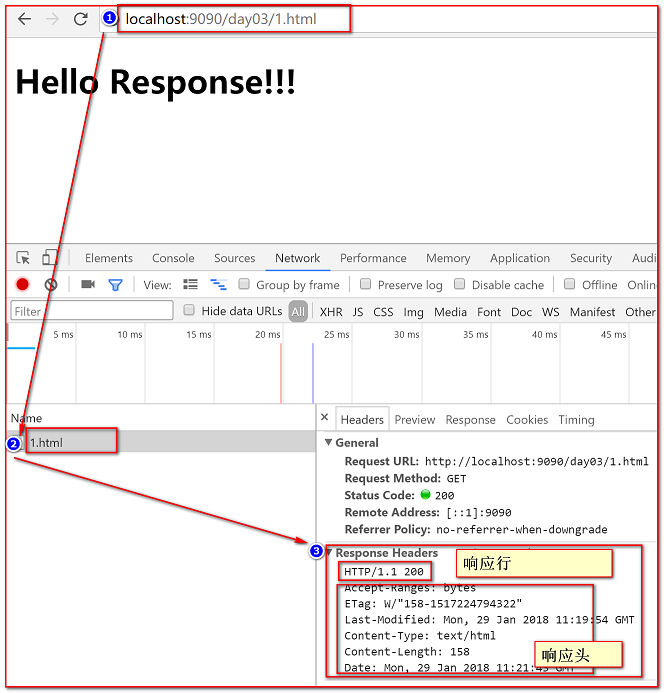 1 localhost:9090/day03/1.html
Hello Response!!!
Elements Console Sources Network Performance Memory Application Security Audi
View: Group by frame Preserve log Disable cache Offline Onlin
Filter Hide data URLs All XHR JS CSS Img Media Font Doc WS Manifest Other
5 ms 10 ms 15 ms 20 ms 25 ms 30 ms 35 ms 40 ms 45 ms
Name
2 1.html
× Headers Preview Response Cookies Timing
General
Request URL: http://localhost:9090/day03/1.html
Request Method: GET
Status Code: 200
Remote Address: [::1]:9090
Referrer Policy: no-referrer-when-downgrade
3 Response Headers
HTTP/1.1 200
响应行
Accept-Ranges: bytes
ETag: W/"158-1517224794322"
Last-Modified: Mon, 29 Jan 2018 11:19:54 GMT
Content-Type: text/html
Content-Length: 158
响应头
Date: Mon, 29 Jan 2018 11:21:43 GMT